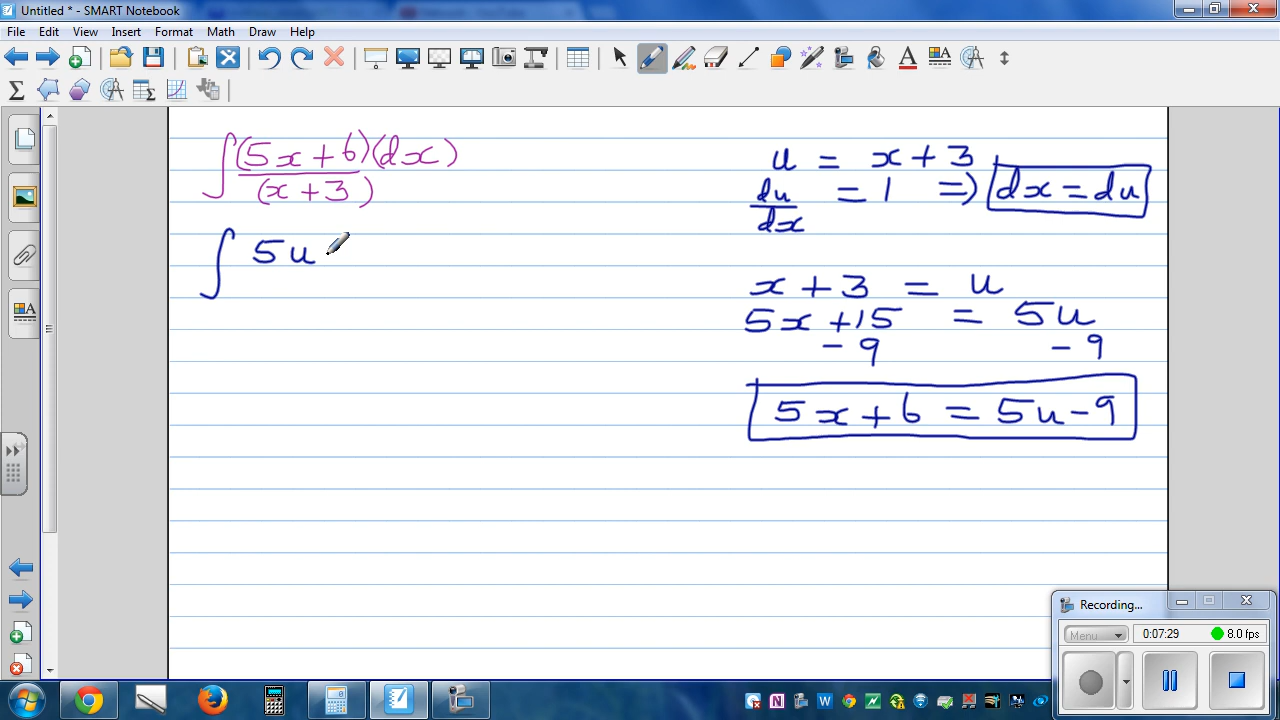 Untitled * - SMART Notebook
File Edit View Insert Format Math Draw Help
∫(5x+6)(dx)
(x+3)
∫ 5u
u = x+3
du = 1 => dx = du
dx
x+3 = u
5x+15 = 5u
-9 -9
5x+6 = 5u-9
Recording...
Menu 0:07:29 8.0 fps